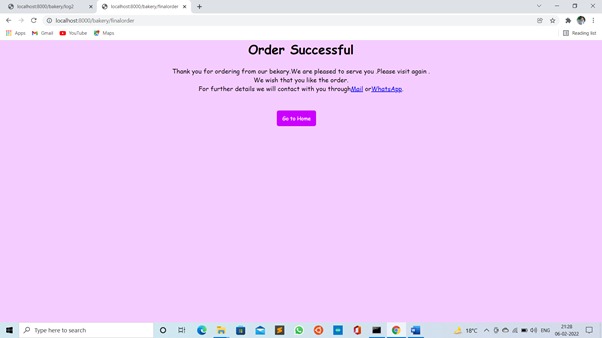 localhost:8000/bakery/log2
localhost:8000/bakery/finalorder
localhost:8000/bakery/finalorder
Apps Gmail YouTube Maps Reading list
Order Successful
Thank you for ordering from our bekary.We are pleased to serve you .Please visit again .
We wish that you like the order.
For further details we will contact with you throughMail orWhatsApp.
Go to Home
Type here to search
18°C ENG 21:28
06-02-2022